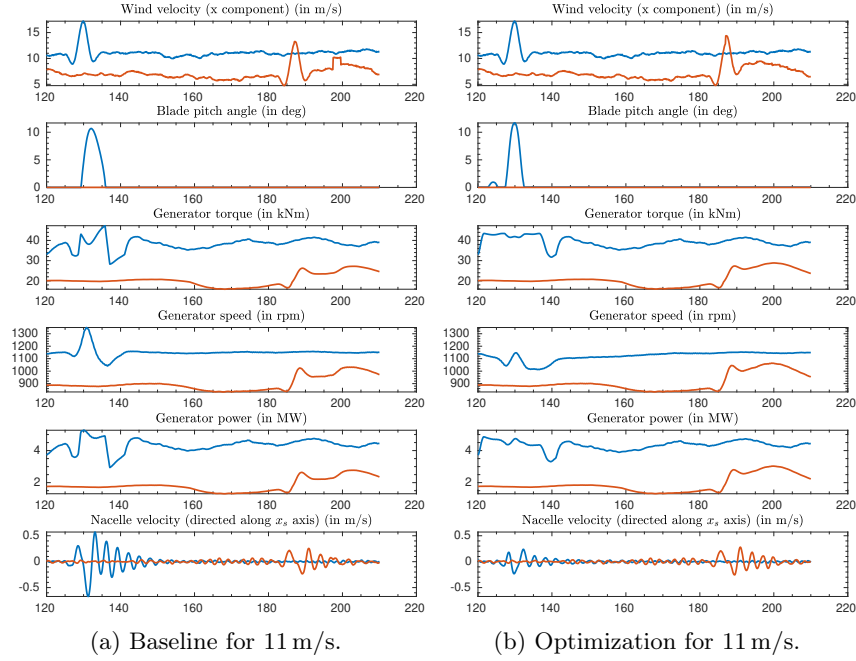 Wind velocity (x component) (in m/s)
15
10
5
120 140 160 180 200 220
Blade pitch angle (in deg)
10
5
0
120 140 160 180 200 220
Generator torque (in kNm)
40
30
20
120 140 160 180 200 220
Generator speed (in rpm)
1300
1200
1100
1000
900
120 140 160 180 200 220
Generator power (in MW)
4
2
120 140 160 180 200 220
Nacelle velocity (directed along x_s axis) (in m/s)
0.5
0
-0.5
120 140 160 180 200 220
(a) Baseline for 11 m/s.
Wind velocity (x component) (in m/s)
15
10
5
120 140 160 180 200 220
Blade pitch angle (in deg)
10
5
0
120 140 160 180 200 220
Generator torque (in kNm)
40
30
20
120 140 160 180 200 220
Generator speed (in rpm)
1300
1200
1100
1000
900
120 140 160 180 200 220
Generator power (in MW)
4
2
120 140 160 180 200 220
Nacelle velocity (directed along x_s axis) (in m/s)
0.5
0
-0.5
120 140 160 180 200 220
(b) Optimization for 11 m/s.